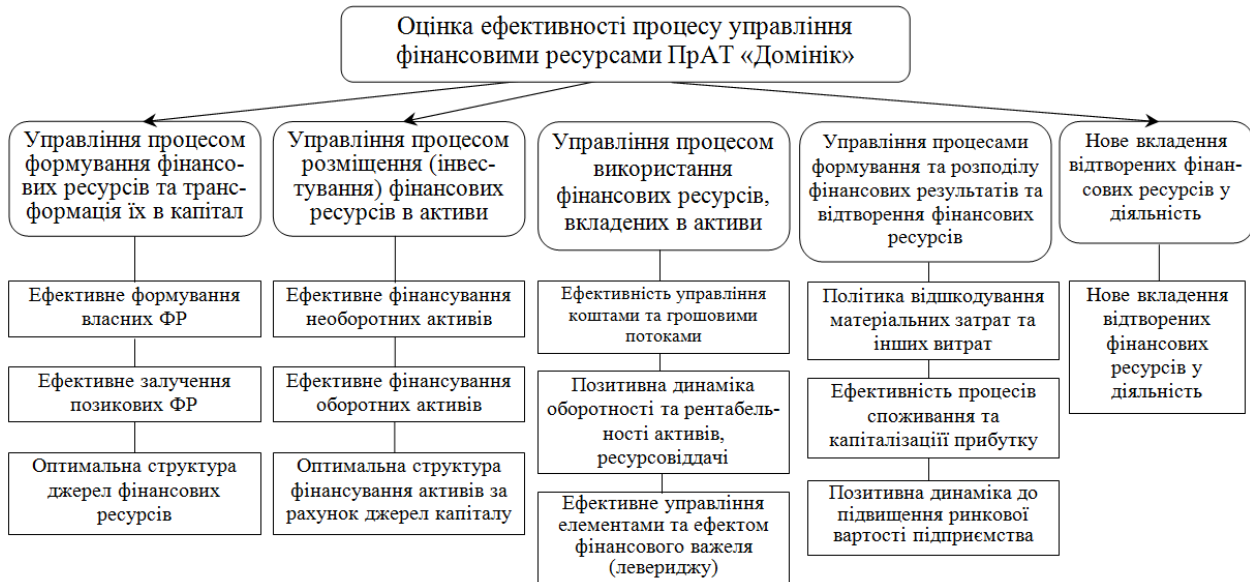 Оцінка ефективності процесу управління
фінансовими ресурсами ПрАТ «Домінік»
Управління процесом
формування фінансо-
вих ресурсів та транс-
формація їх в капітал
Ефективне формування
власних ФР
Ефективне залучення
позикових ФР
Оптимальна структура
джерел фінансових
ресурсів
Управління процесом
розміщення (інвес-
тування) фінансових
ресурсів в активи
Ефективне фінансування
необоротних активів
Ефективне фінансування
оборотних активів
Оптимальна структура
фінансування активів за
рахунок джерел капіталу
Управління процесом
використання
фінансових ресурсів,
вкладених в активи
Ефективність управління
коштами та грошовими
потоками
Позитивна динаміка
оборотності та рентабель-
ності активів,
ресурсовіддачі
Ефективне управління
елементами та ефектом
фінансового важеля
(левериджу)
Управління процесами
формування та розподілу
фінансових результатів та
відтворення фінансових
ресурсів
Політика відшкодування
матеріальних затрат та
інших витрат
Ефективність процесів
споживання та
капіталізаціїї прибутку
Позитивна динаміка до
підвищення ринкової
вартості підприємства
Нове вкладення
відтворених фінан-
сових ресурсів у
діяльність
Нове вкладення
відтворених
фінансових
ресурсів у
діяльність